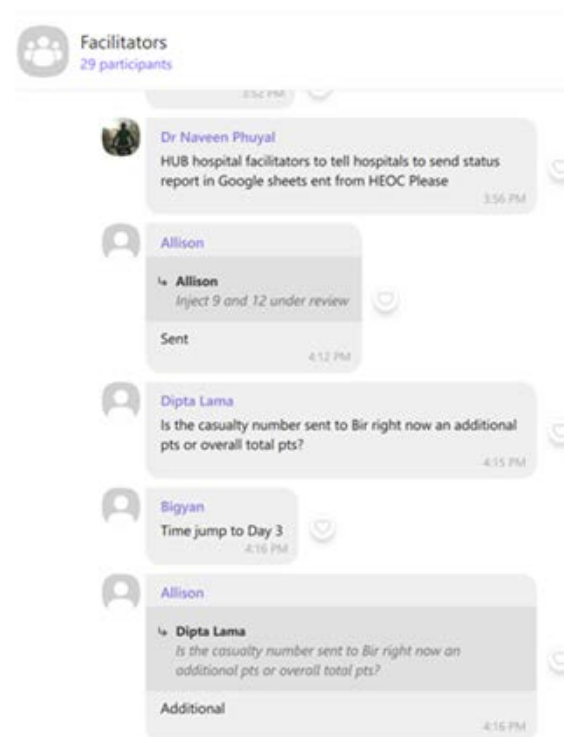 Facilitators
29 participants
3:52 PM
Dr Naveen Phuyal
HUB hospital facilitators to tell hospitals to send status
report in Google sheets ent from HEOC Please
3:56 PM
Allison
Allison
Inject 9 and 12 under review
Sent
4:12 PM
Dipta Lama
Is the casualty number sent to Bir right now an additional
pts or overall total pts?
4:15 PM
Bigyan
Time jump to Day 3
4:16 PM
Allison
Dipta Lama
Is the casualty number sent to Bir right now an
additional pts or overall total pts?
Additional
4:16 PM